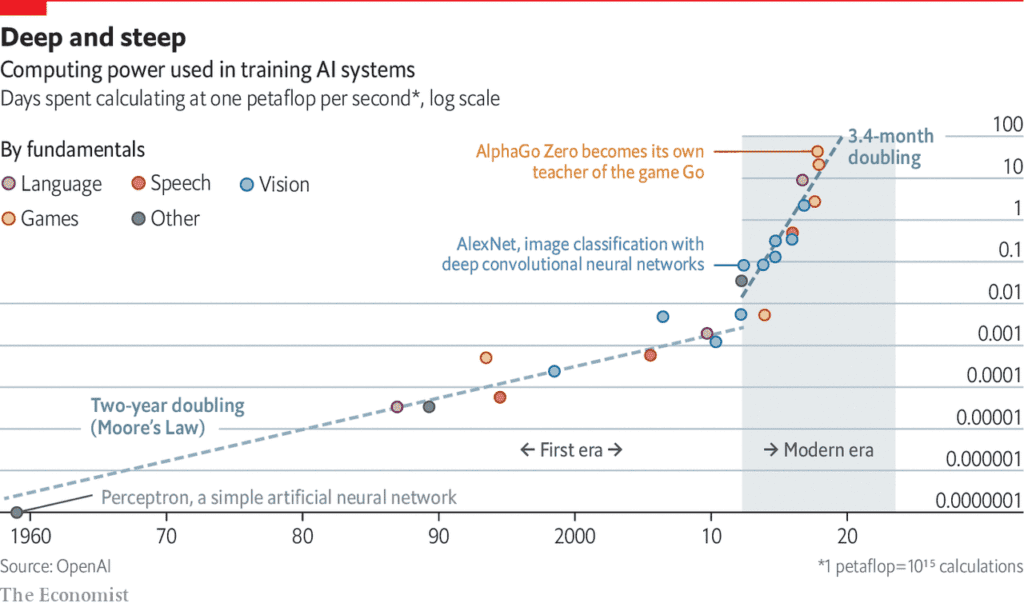 Deep and steep
Computing power used in training AI systems
Days spent calculating at one petaflop per second*, log scale
By fundamentals
Language
Speech
Vision
Games
Other
AlphaGo Zero becomes its own
teacher of the game Go
3.4-month
doubling
AlexNet, image classification with
deep convolutional neural networks
100
10
1
0.1
0.01
0.001
0.0001
0.00001
0.000001
0.0000001
Two-year doubling
(Moore's Law)
← First era →
→ Modern era
Perceptron, a simple artificial neural network
1960
70
80
90
2000
10
20
Source: OpenAI
*1 petaflop=10¹⁵ calculations
The Economist